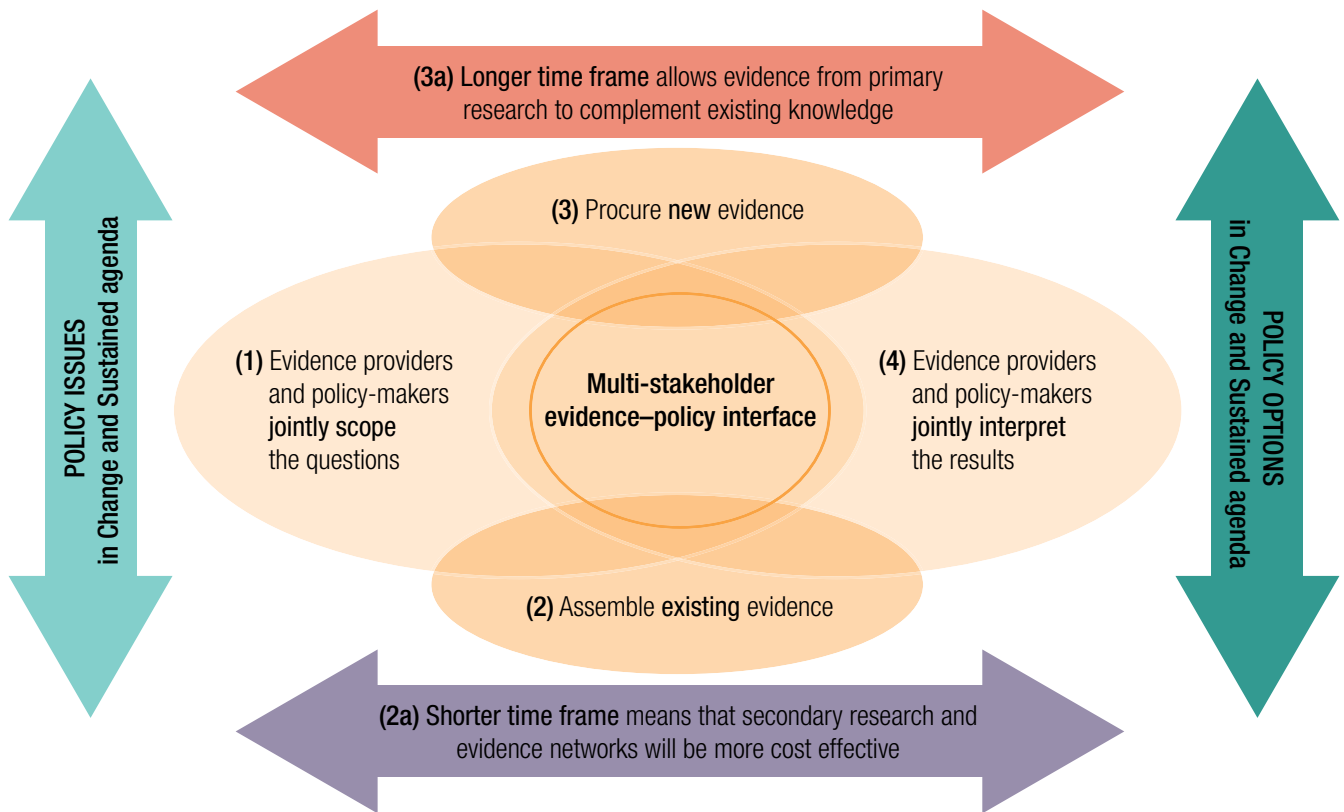 (3a) Longer time frame allows evidence from primary
research to complement existing knowledge
(3) Procure new evidence
POLICY ISSUES
in Change and Sustained agenda
(1) Evidence providers
and policy-makers
jointly scope
the questions
Multi-stakeholder
evidence–policy interface
(4) Evidence providers
and policy-makers
jointly interpret
the results
POLICY OPTIONS
in Change and Sustained agenda
(2) Assemble existing evidence
(2a) Shorter time frame means that secondary research and
evidence networks will be more cost effective